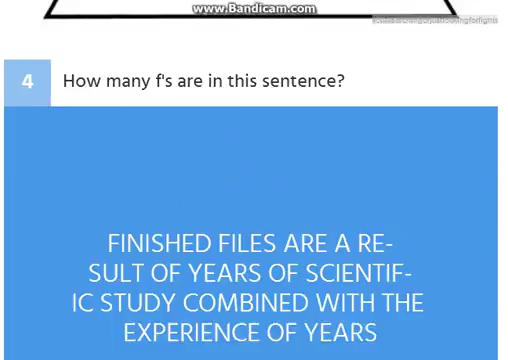 www.Bandicam.com
4 How many f's are in this sentence?
FINISHED FILES ARE A RE-
SULT OF YEARS OF SCIENTIF-
IC STUDY COMBINED WITH THE
EXPERIENCE OF YEARS